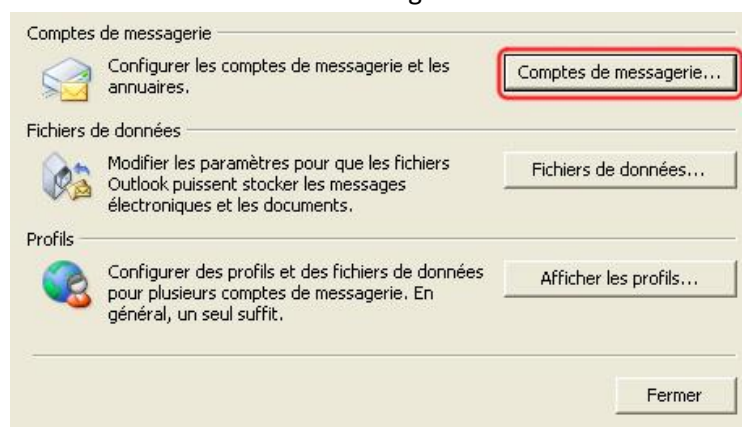 Comptes de messagerie
Configurer les comptes de messagerie et les
annuaires.
Comptes de messagerie...
Fichiers de données
Modifier les paramètres pour que les fichiers
Outlook puissent stocker les messages
électroniques et les documents.
Fichiers de données...
Profils
Configurer des profils et des fichiers de données
pour plusieurs comptes de messagerie. En
général, un seul suffit.
Afficher les profils...
Fermer